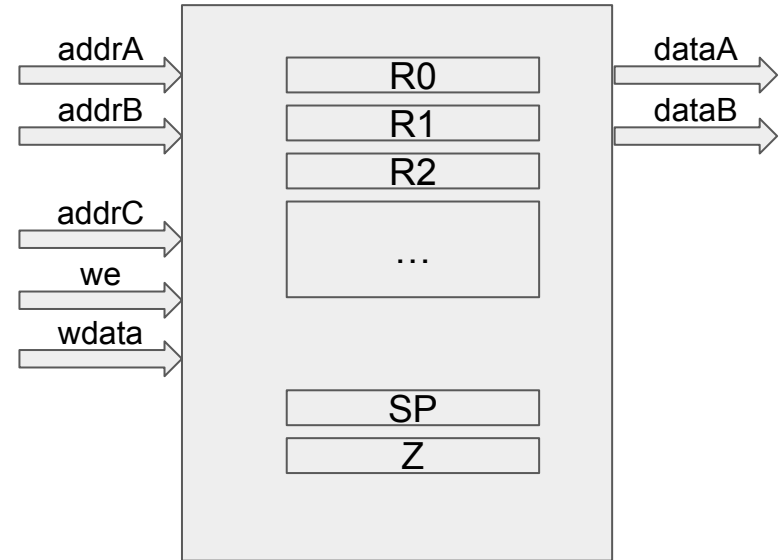 addrA
addrB
addrC
we
wdata
R0
R1
R2
...
SP
Z
dataA
dataB